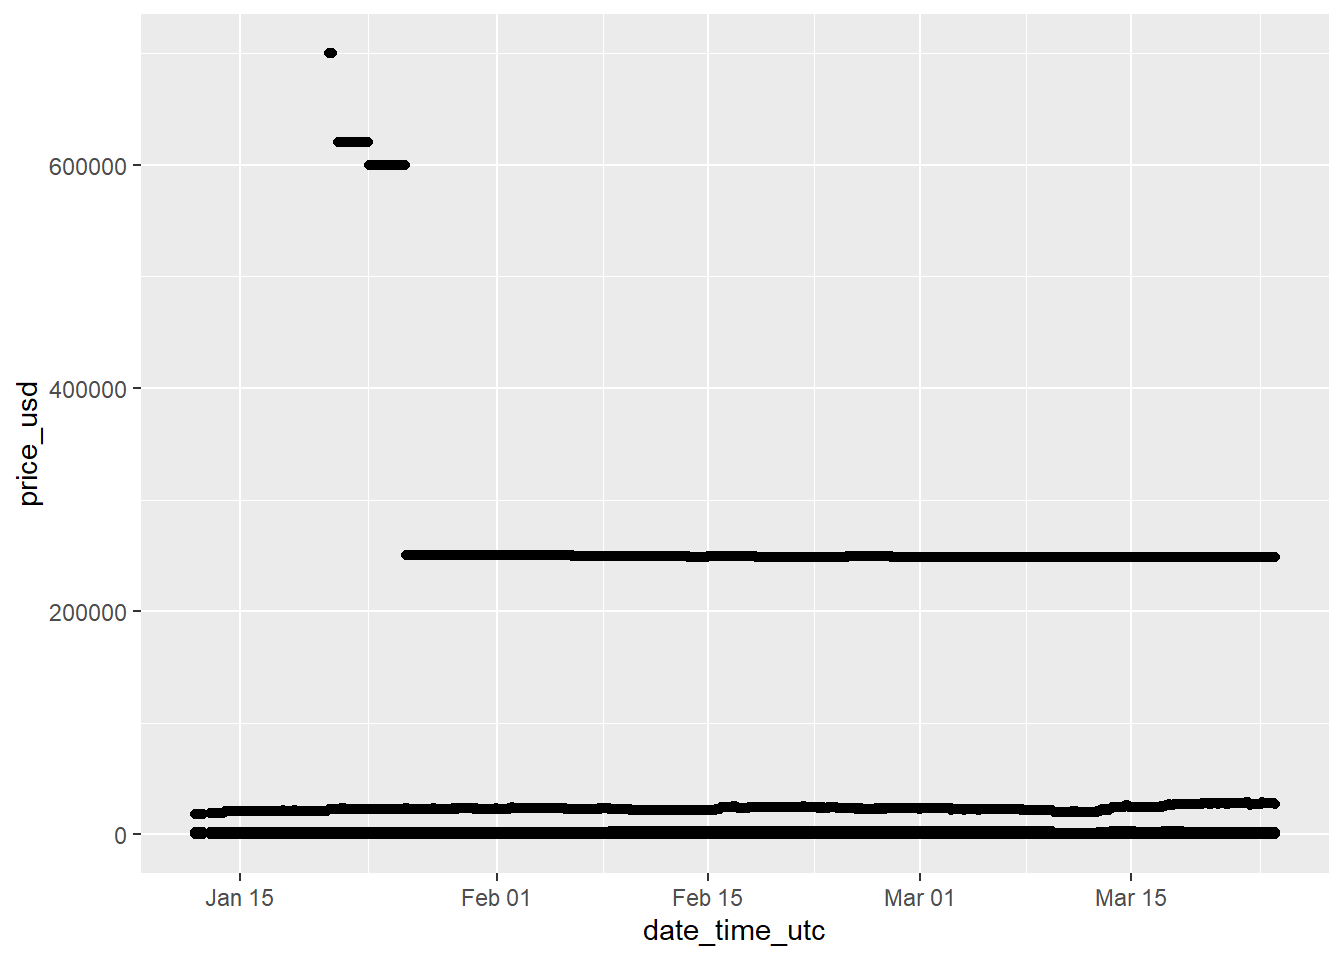 600000
400000
200000
0
price_usd
Jan 15
Feb 01
Feb 15
Mar 01
Mar 15
date_time_utc